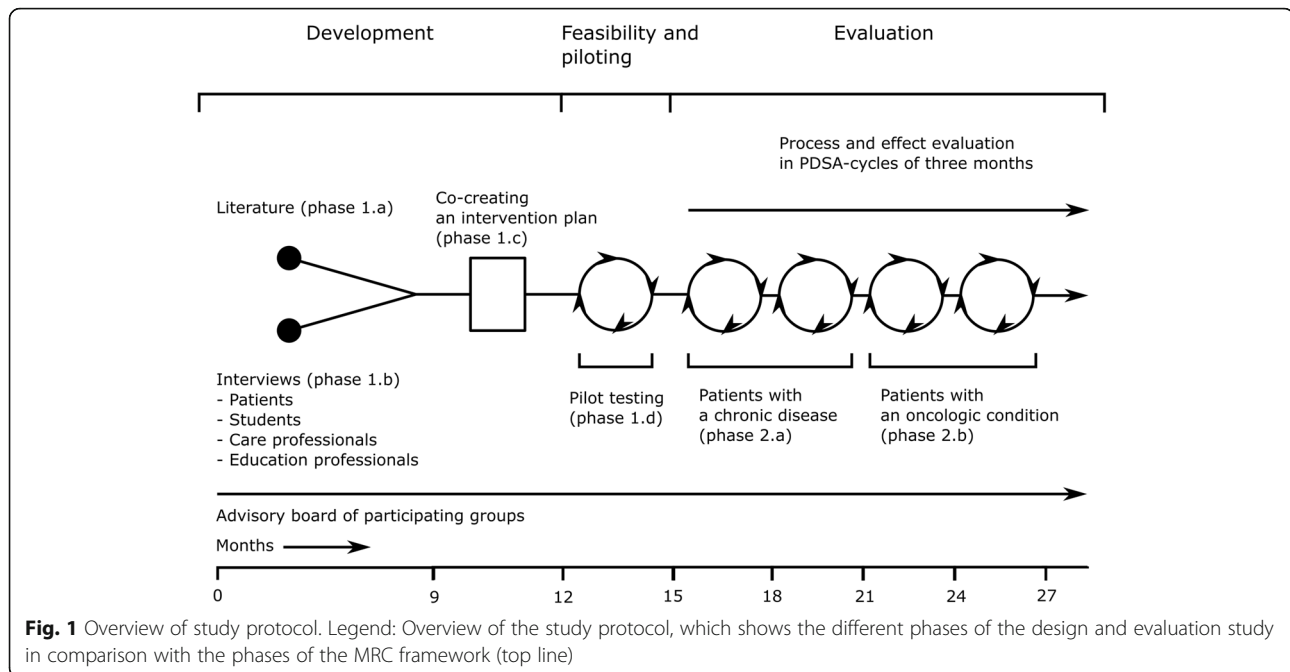 Development
Feasibility and
piloting
Evaluation
Process and effect evaluation
in PDSA-cycles of three months
Literature (phase 1.a)
Co-creating
an intervention plan
(phase 1.c)
Interviews (phase 1.b)
- Patients
- Students
- Care professionals
- Education professionals
Pilot testing
(phase 1.d)
Patients with
a chronic disease
(phase 2.a)
Patients with
an oncologic condition
(phase 2.b)
Advisory board of participating groups
Months
0 9 12 15 18 21 24 27
Fig. 1 Overview of study protocol. Legend: Overview of the study protocol, which shows the different phases of the design and evaluation study
in comparison with the phases of the MRC framework (top line)